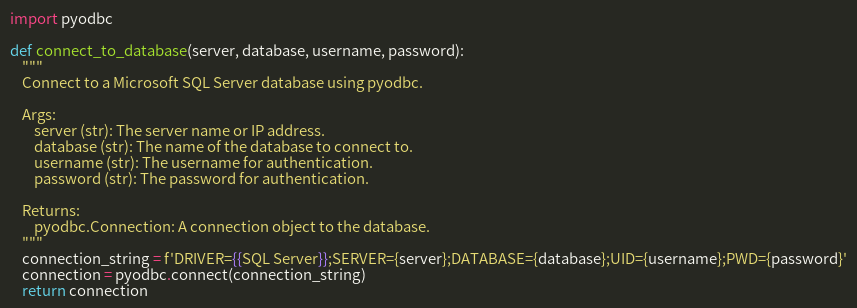 import pyodbc

def connect_to_database(server, database, username, password):
    """
    Connect to a Microsoft SQL Server database using pyodbc.

    Args:
        server (str): The server name or IP address.
        database (str): The name of the database to connect to.
        username (str): The username for authentication.
        password (str): The password for authentication.

    Returns:
        pyodbc.Connection: A connection object to the database.
    """
    connection_string = f'DRIVER={{SQL Server}};SERVER={server};DATABASE={database};UID={username};PWD={password}'
    connection = pyodbc.connect(connection_string)
    return connection